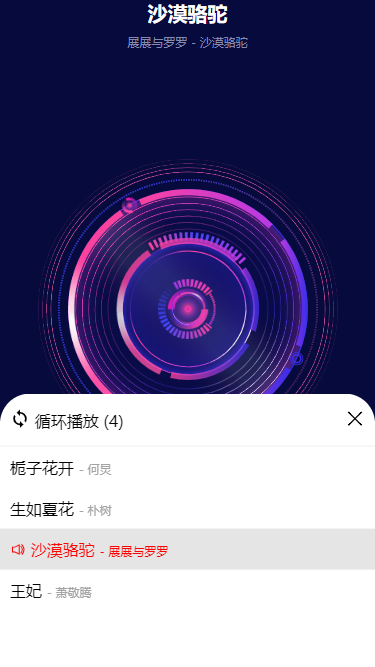 沙漠骆驼
展展与罗罗 - 沙漠骆驼
循环播放 (4)
栀子花开 - 何炅
生如夏花 - 朴树
沙漠骆驼 - 展展与罗罗
王妃 - 萧敬腾